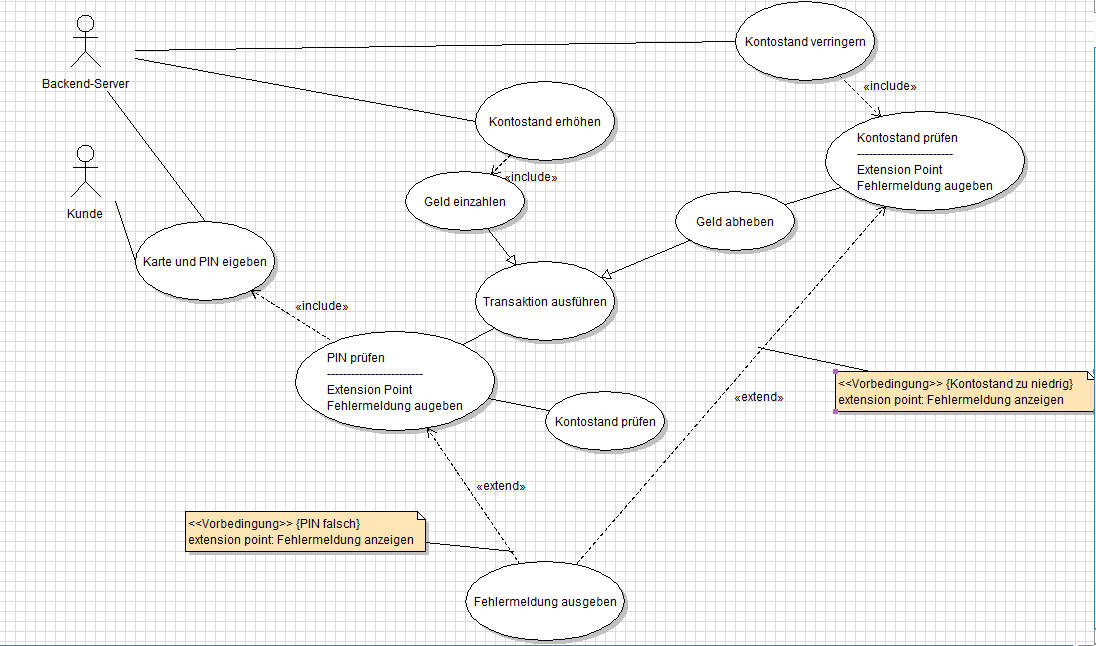 Backend-Server
Kontostand verringern
«include»
Kontostand erhöhen
Kontostand prüfen
------------------------
Extension Point
Fehlermeldung augeben
«include»
Geld einzahlen
Kunde
Geld abheben
Karte und PIN eigeben
Transaktion ausführen
«include»
PIN prüfen
------------------------
Extension Point
Fehlermeldung augeben
<<Vorbedingung>> {Kontostand zu niedrig}
extension point: Fehlermeldung anzeigen
«extend»
Kontostand prüfen
«extend»
<<Vorbedingung>> {PIN falsch}
extension point: Fehlermeldung anzeigen
Fehlermeldung ausgeben